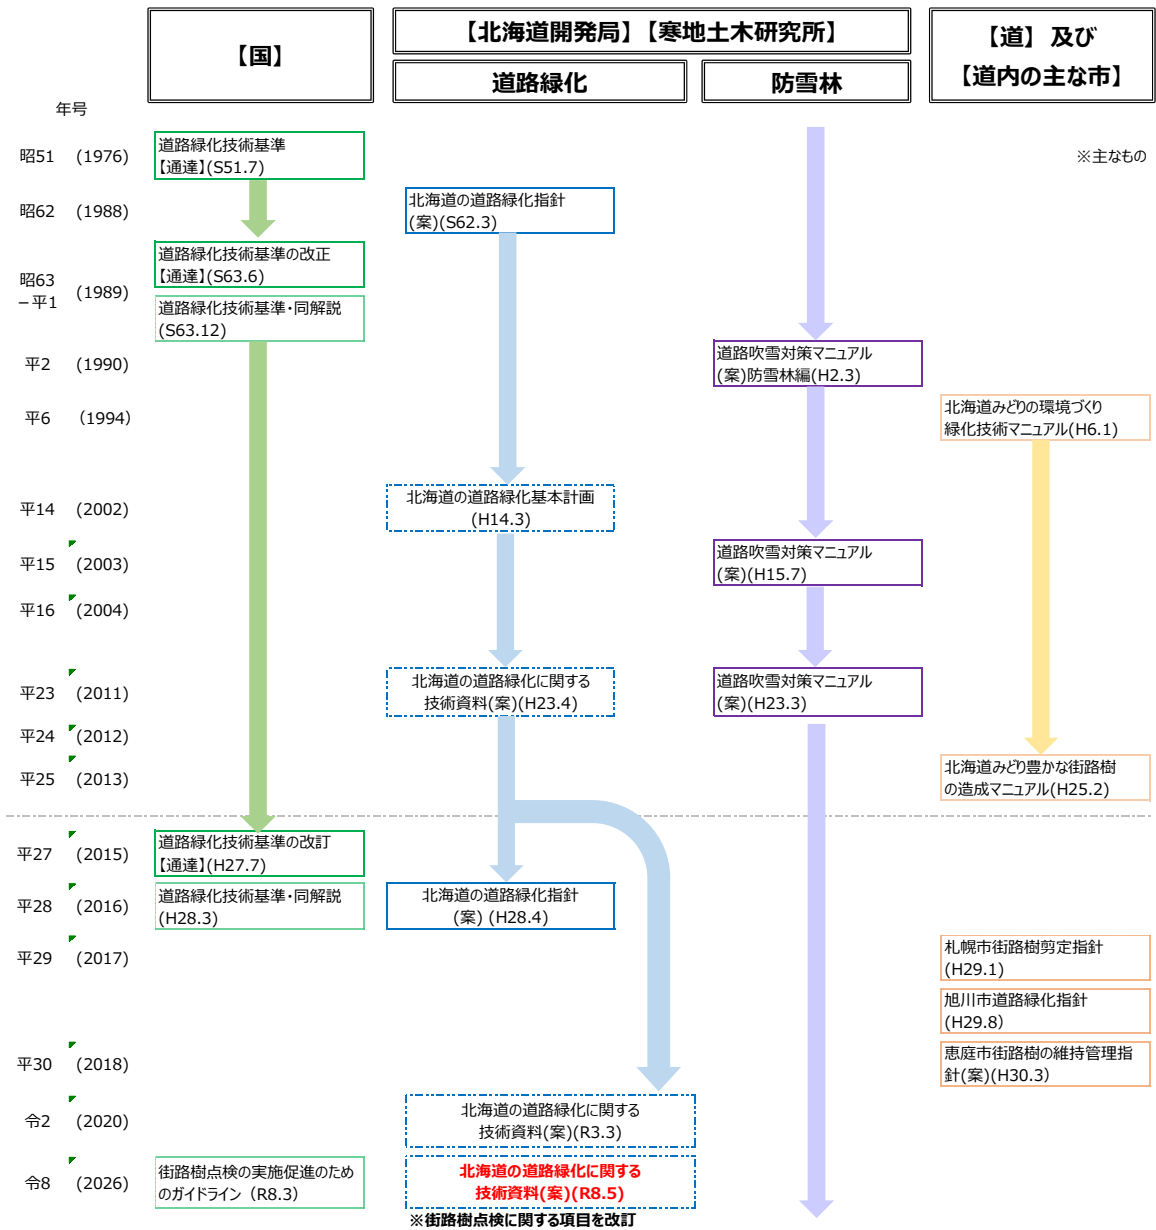 【国】
【北海道開発局】【寒地土木研究所】
道路緑化
防雪林
【道】 及び
【道内の主な市】
年号
※主なもの
昭51 (1976)
道路緑化技術基準
【通達】(S51.7)
昭62 (1988)
北海道の道路緑化指針
(案)(S62.3)
昭63
－平1
(1989)
道路緑化技術基準の改正
【通達】(S63.6)
道路緑化技術基準・同解説
(S63.12)
平2 (1990)
道路吹雪対策マニュアル
(案)防雪林編(H2.3)
平6 (1994)
北海道みどりの環境づくり
緑化技術マニュアル(H6.1)
平14 (2002)
北海道の道路緑化基本計画
(H14.3)
平15 (2003)
道路吹雪対策マニュアル
(案)(H15.7)
平16 (2004)
平23 (2011)
北海道の道路緑化に関する
技術資料(案)(H23.4)
道路吹雪対策マニュアル
(案)(H23.3)
平24 (2012)
平25 (2013)
北海道みどり豊かな街路樹
の造成マニュアル(H25.2)
平27 (2015)
道路緑化技術基準の改訂
【通達】(H27.7)
平28 (2016)
道路緑化技術基準・同解説
(H28.3)
北海道の道路緑化指針
(案) (H28.4)
平29 (2017)
札幌市街路樹剪定指針
(H29.1)
旭川市道路緑化指針
(H29.8)
平30 (2018)
恵庭市街路樹の維持管理指
針(案)(H30.3)
令2 (2020)
北海道の道路緑化に関する
技術資料(案)(R3.3)
令8 (2026)
街路樹点検の実施促進のため
のガイドライン（R8.3）
北海道の道路緑化に関する
技術資料(案)(R8.5)
※街路樹点検に関する項目を改訂